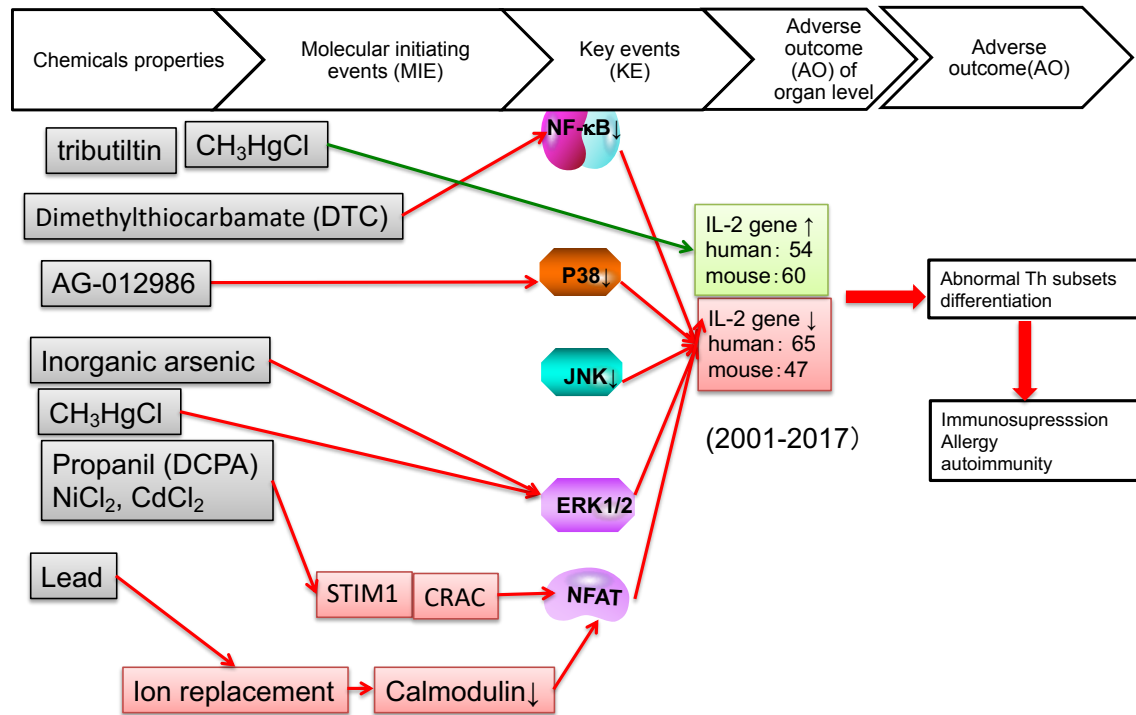 Chemicals properties
Molecular initiating
events (MIE)
Key events
(KE)
Adverse
outcome
(AO) of
organ level
Adverse
outcome(AO)
tributiltin
CH₃HgCl
NF-κB↓
Dimethylthiocarbamate (DTC)
IL-2 gene ↑
human: 54
mouse:60
AG-012986
P38↓
Abnormal Th subsets
differentiation
IL-2 gene ↓
human: 65
mouse:47
Inorganic arsenic
JNK↓
CH₃HgCl
(2001-2017)
Immunosupresssion
Allergy
autoimmunity
Propanil (DCPA)
NiCl₂, CdCl₂
ERK1/2
Lead
STIM1
CRAC
NFAT
Ion replacement
Calmodulin↓